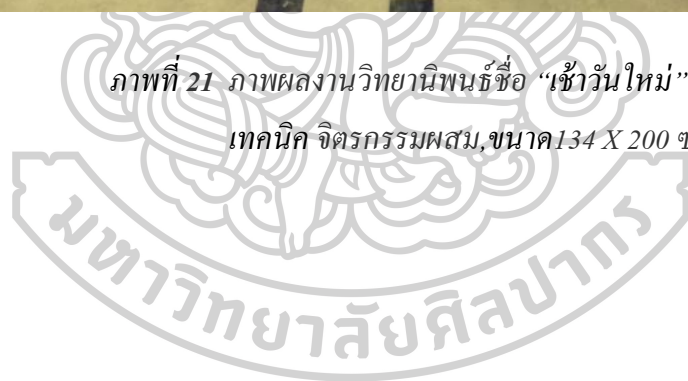 ภาพที่ 21 ภาพผลงานวิทยานิพนธ์ชื่อ “เช้าวันใหม่”
เทคนิค จิตรกรรมผสม,ขนาด134 X 200 ซ
มหาวิทยาลัยศิลปากร